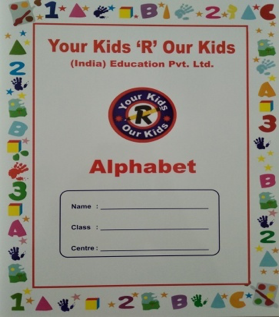 Your Kids 'R' Our Kids
(India) Education Pvt. Ltd.
Your Kids
'R'
Our Kids
Alphabet
Name :
Class :
Centre :